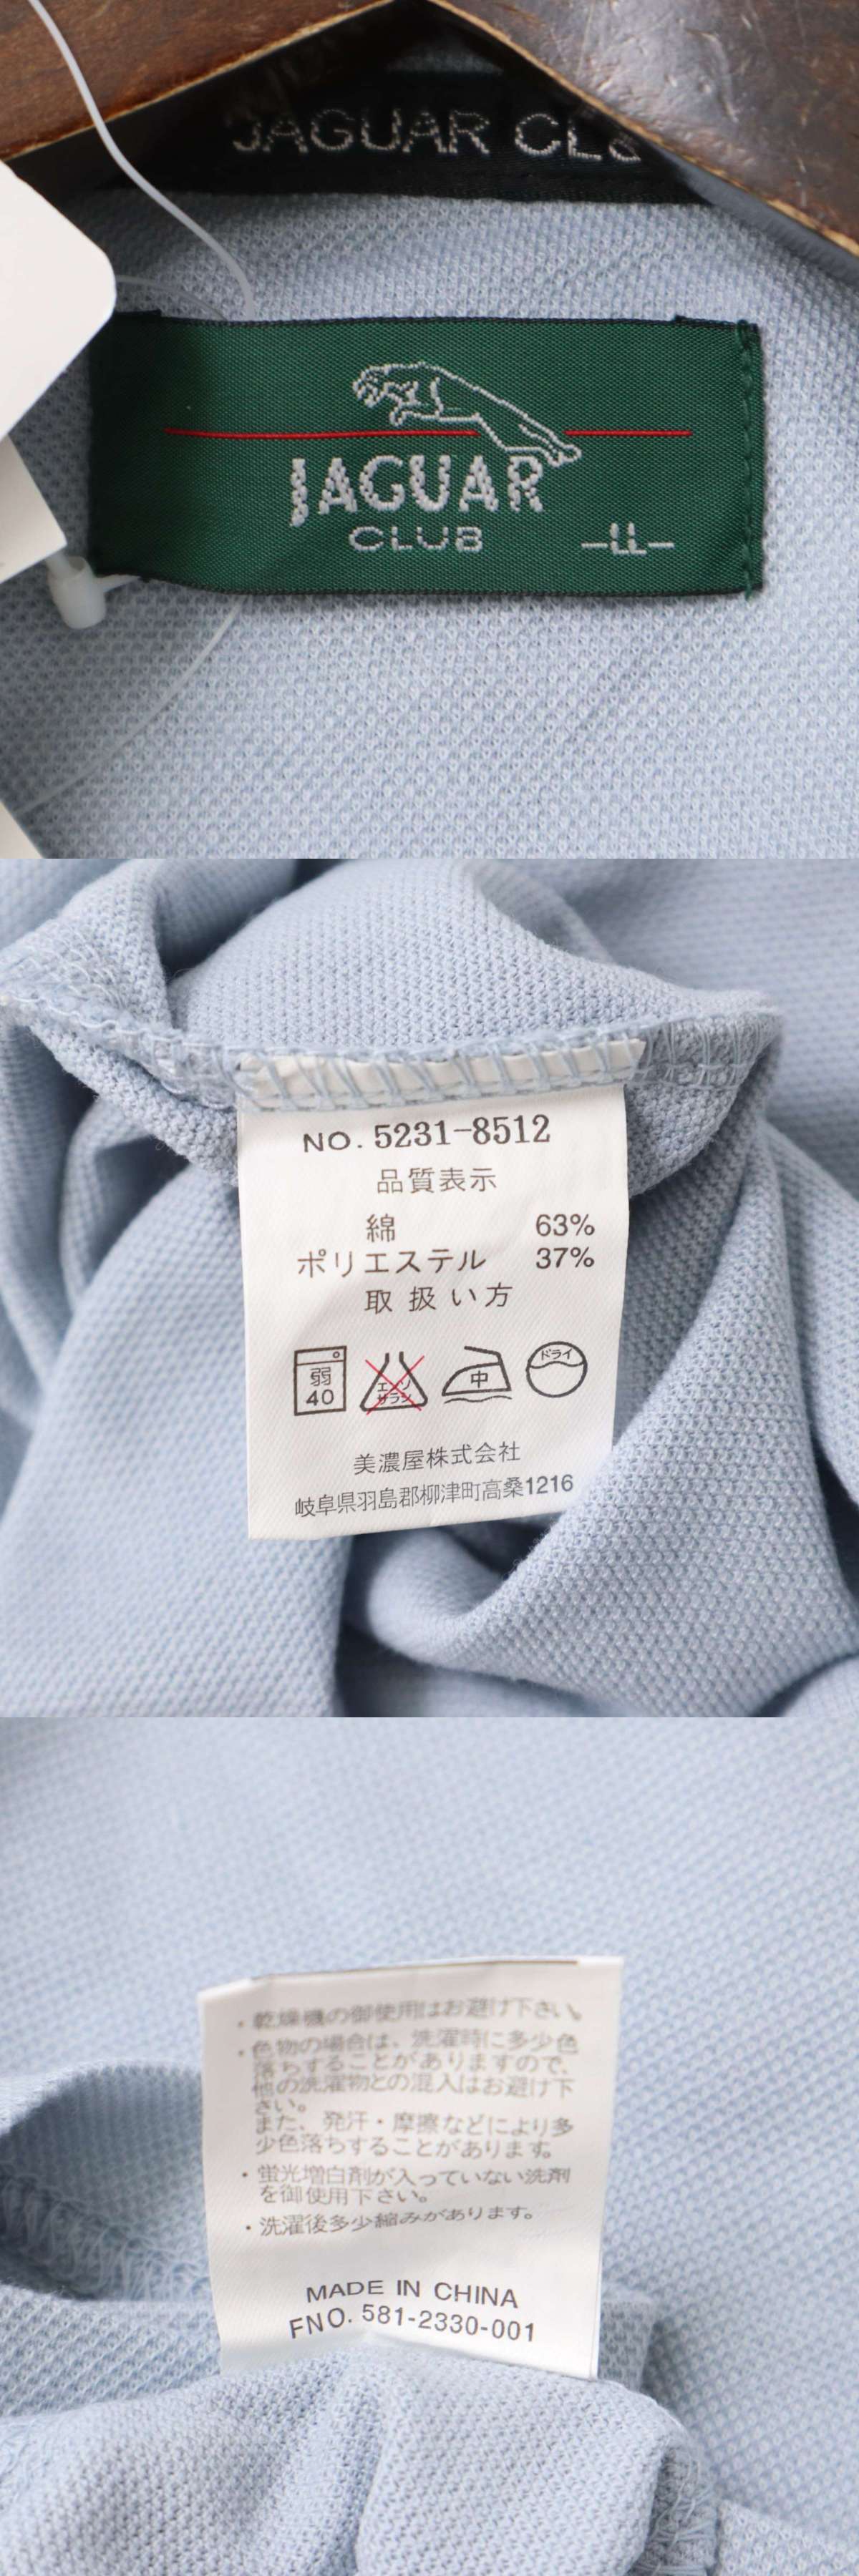 JAGUAR CL
JAGUAR
CLUB
-LL-
NO. 5231-8512
品質表示
綿 63%
ポリエステル 37%
取扱い方
弱
40
エンソ
サラシ
中
ドライ
美濃屋株式会社
岐阜県羽島郡柳津町高桑1216
・乾燥機の御使用はお避け下さい。
・色物の場合は、洗濯時に多少色
落ちすることがありますので、
他の洗濯物との混入はお避け下
さい。
また、発汗・摩擦などにより多
少色落ちすることがあります。
・蛍光増白剤が入っていない洗剤
を御使用下さい。
・洗濯後多少縮みがあります。
MADE IN CHINA
FNO. 581-2330-001